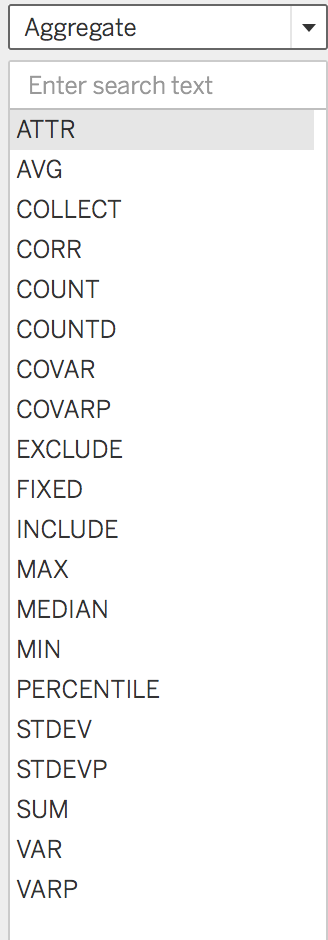 Aggregate
Enter search text
ATTR
AVG
COLLECT
CORR
COUNT
COUNTD
COVAR
COVARP
EXCLUDE
FIXED
INCLUDE
MAX
MEDIAN
MIN
PERCENTILE
STDEV
STDEVP
SUM
VAR
VARP